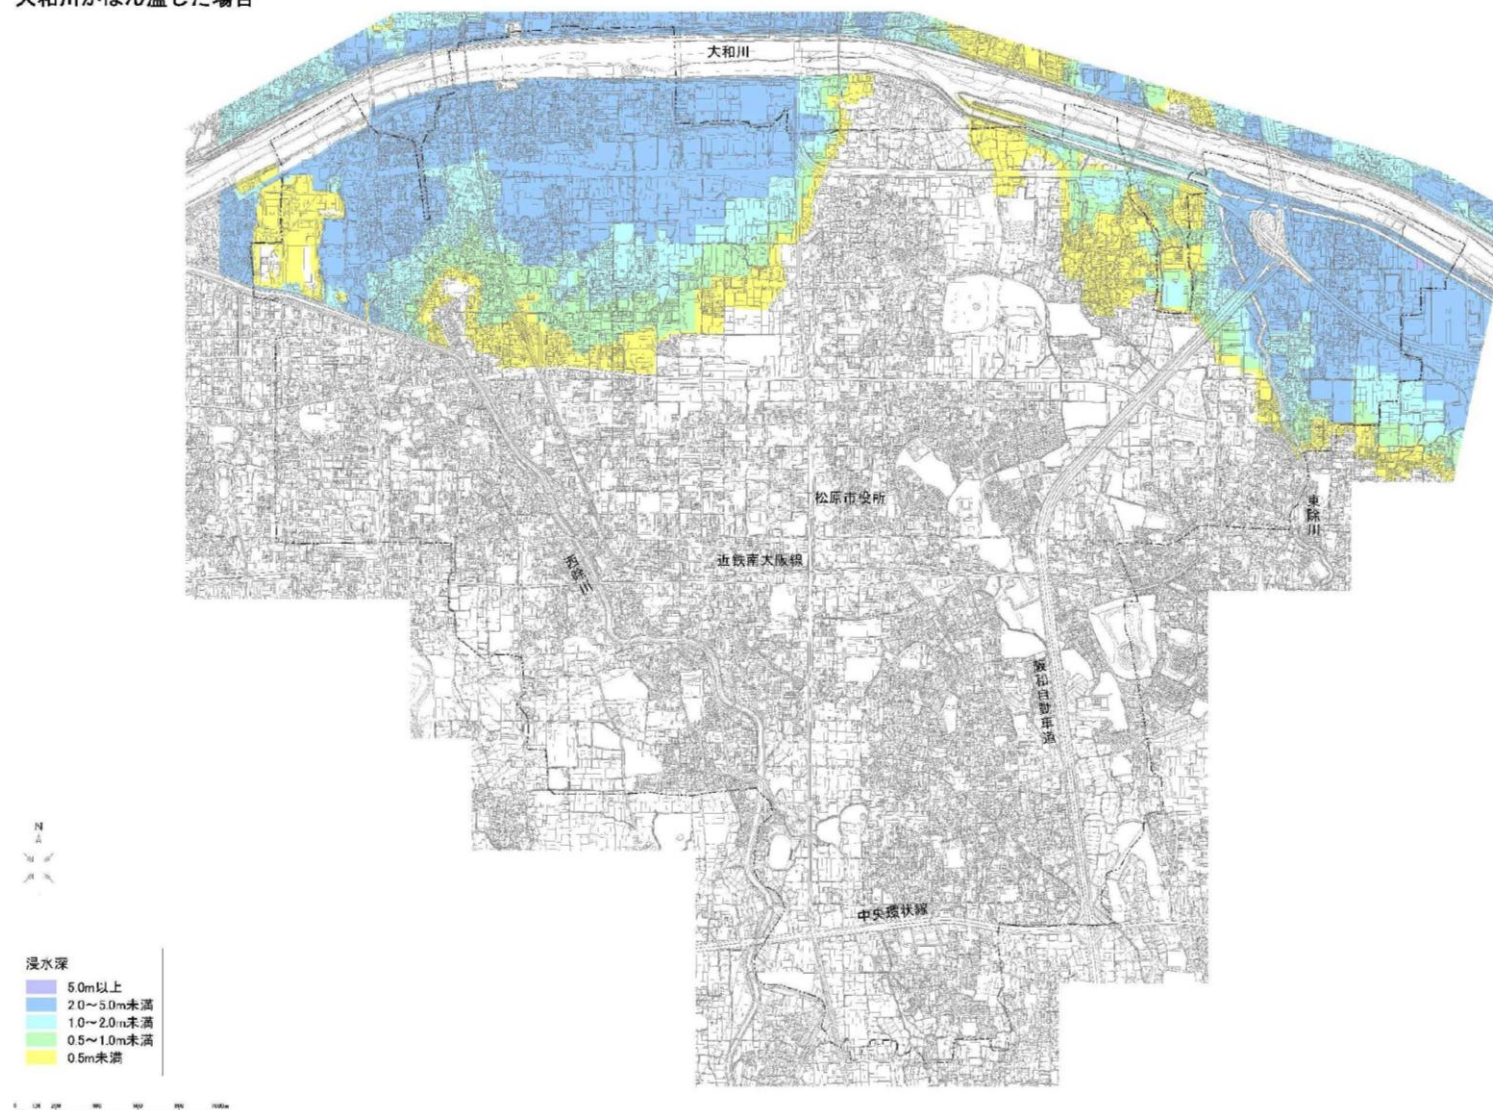 大和川がはん濫した場合
大和川
松原市役所
東除川
近鉄南大阪線
西除川
阪和自動車道
中央環状線
N
浸水深
5.0m以上
2.0～5.0m未満
1.0～2.0m未満
0.5～1.0m未満
0.5m未満